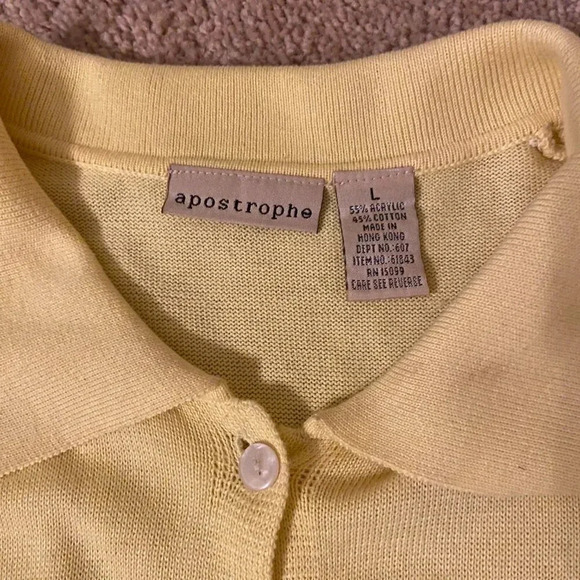 apostrophe
L
55% ACRYLIC
45% COTTON
MADE IN
HONG KONG
DEPT NO.: 607
ITEM NO.: 61843
RN 15099
CARE SEE REVERSE